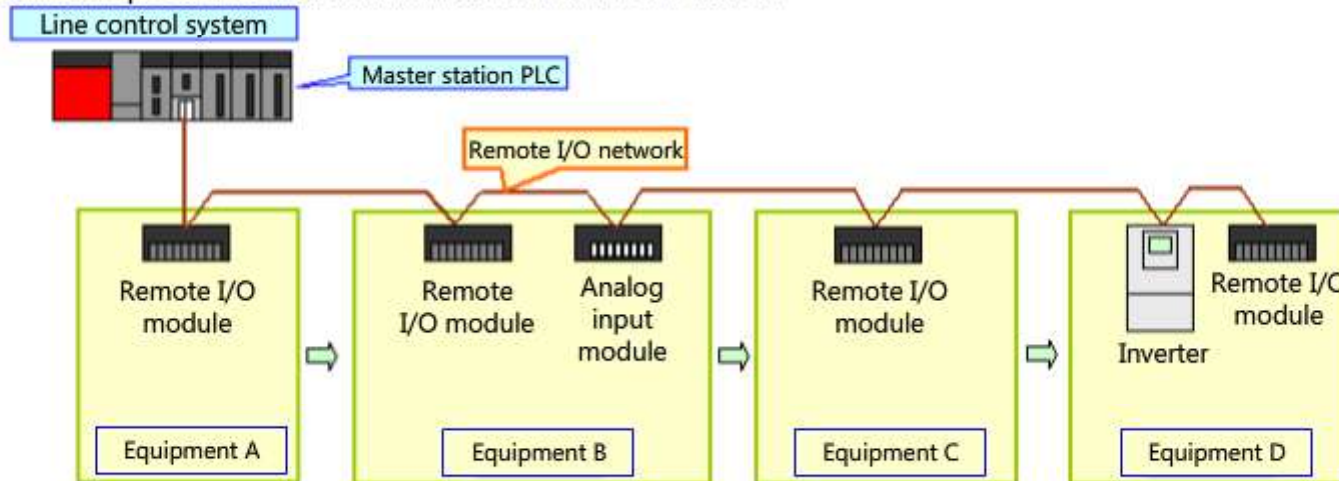 Line control system
Master station PLC
Remote I/O network
Remote I/O
module
Remote
I/O module
Analog
input
module
Remote I/O
module
Inverter
Remote I/O
module
Equipment A
Equipment B
Equipment C
Equipment D